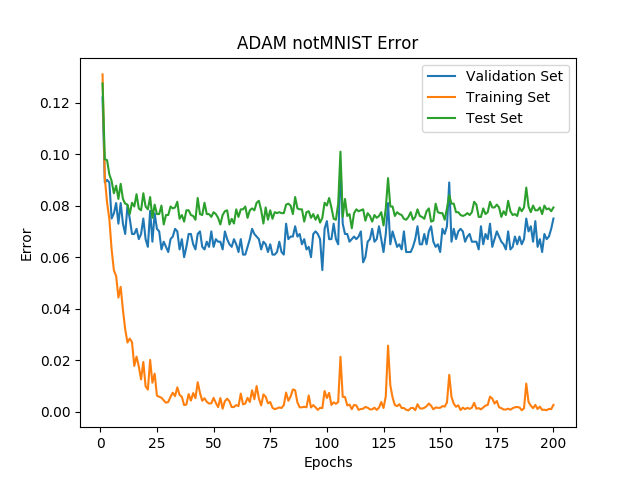 ADAM notMNIST Error
Validation Set
Training Set
Test Set
0.12
0.10
0.08
0.06
0.04
0.02
0.00
Error
0
25
50
75
100
125
150
175
200
Epochs